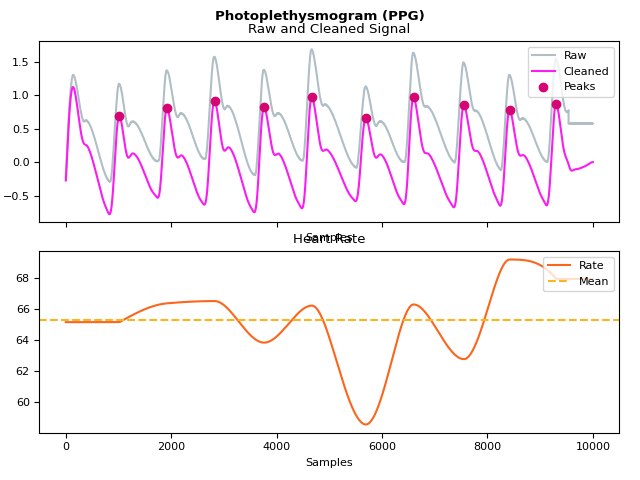 Photoplethysmogram (PPG)
Raw and Cleaned Signal
Raw
Cleaned
Peaks
1.5
1.0
0.5
0.0
−0.5
Samples
Heart Rate
Rate
Mean
68
66
64
62
60
0 2000 4000 6000 8000 10000
Samples